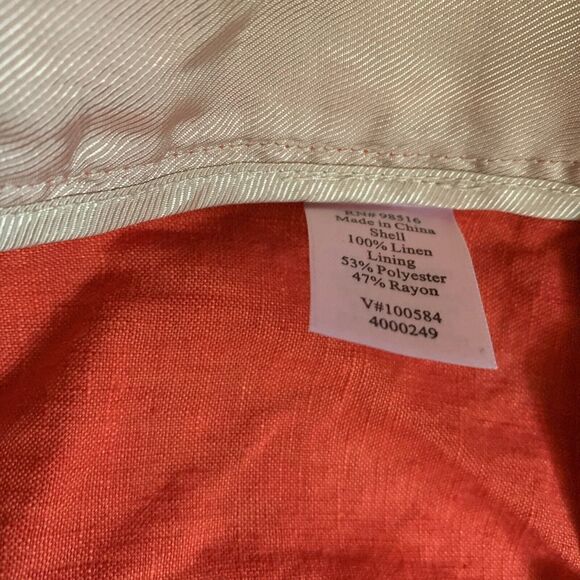 RN# 98516
Made in China
Shell
100% Linen
Lining
53% Polyester
47% Rayon
V#100584
4000249